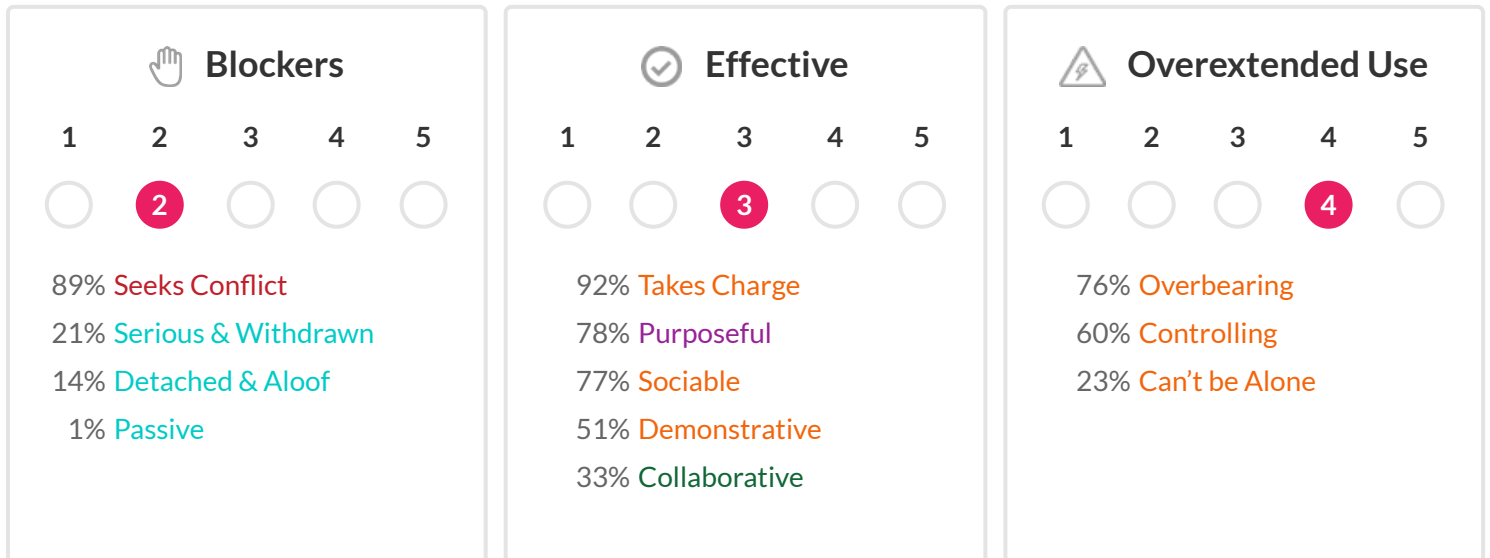 Blockers
1 2 3 4 5
2
89% Seeks Conflict
21% Serious & Withdrawn
14% Detached & Aloof
1% Passive
Effective
1 2 3 4 5
3
92% Takes Charge
78% Purposeful
77% Sociable
51% Demonstrative
33% Collaborative
Overextended Use
1 2 3 4 5
4
76% Overbearing
60% Controlling
23% Can’t be Alone